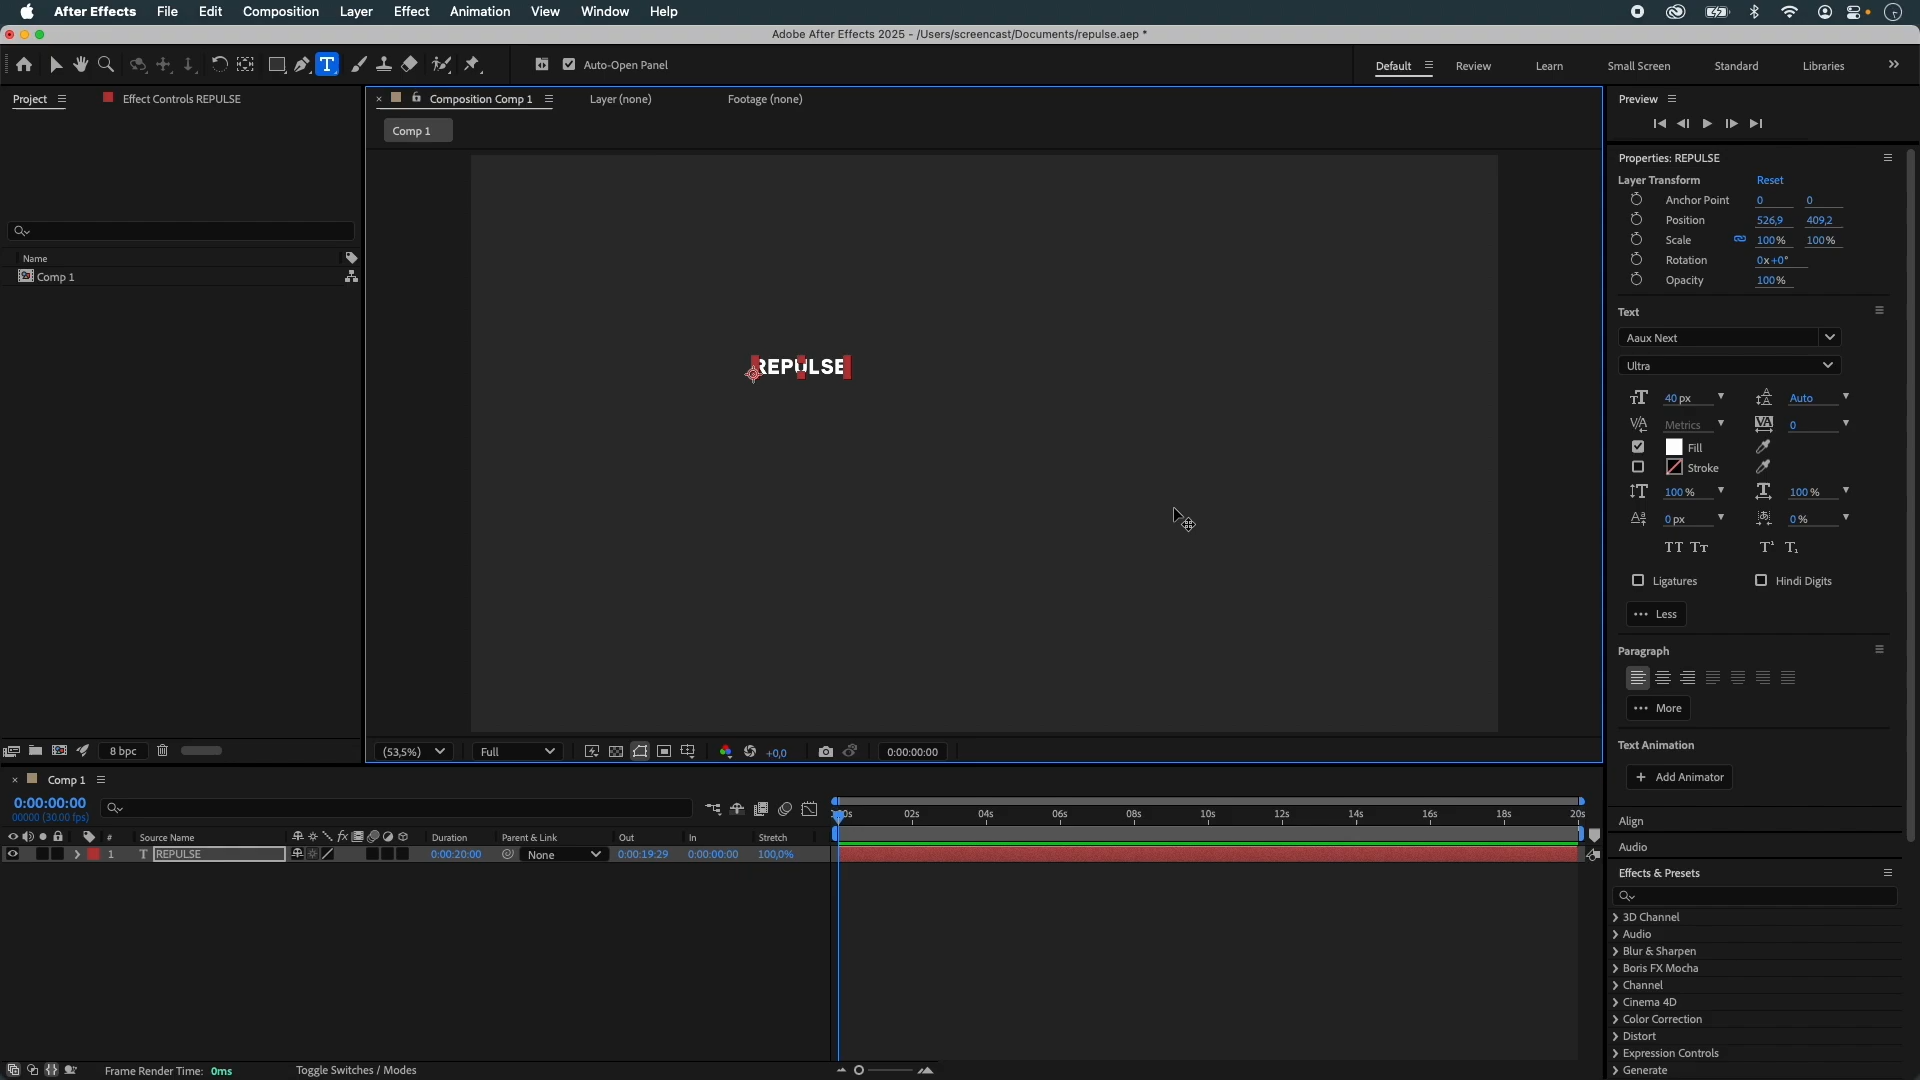 After Effects File Edit Composition Layer Effect Animation View Window Help
Adobe After Effects 2025 - /Users/screencast/Documents/repulse.aep *
Auto-Open Panel
Default Review Learn Small Screen Standard Libraries
Project
Effect Controls REPULSE
Composition Comp 1
Layer (none)
Footage (none)
Comp 1
Name
Comp 1
8 bpc
REPULSE
(53,5%)
Full
+0,0
0:00:00:00
Preview
Properties: REPULSE
Layer Transform Reset
Anchor Point 0 0
Position 526,9 409,2
Scale 100% 100%
Rotation 0x+0°
Opacity 100%
Text
Aaux Next
Ultra
40 px Auto
Metrics 0
Fill
Stroke
100 % 100 %
0 px 0 %
Ligatures Hindi Digits
Less
Paragraph
More
Text Animation
+ Add Animator
Align
Audio
Effects & Presets
3D Channel
Audio
Blur & Sharpen
Boris FX Mocha
Channel
Cinema 4D
Color Correction
Distort
Expression Controls
Generate
Comp 1
0:00:00:00
00000 (30.00 fps)
# Source Name Duration Parent & Link Out In Stretch
1 T REPULSE 0:00:20:00 None 0:00:19:29 0:00:00:00 100,0%
02s 04s 06s 08s 10s 12s 14s 16s 18s 20s
Frame Render Time: 0ms
Toggle Switches / Modes